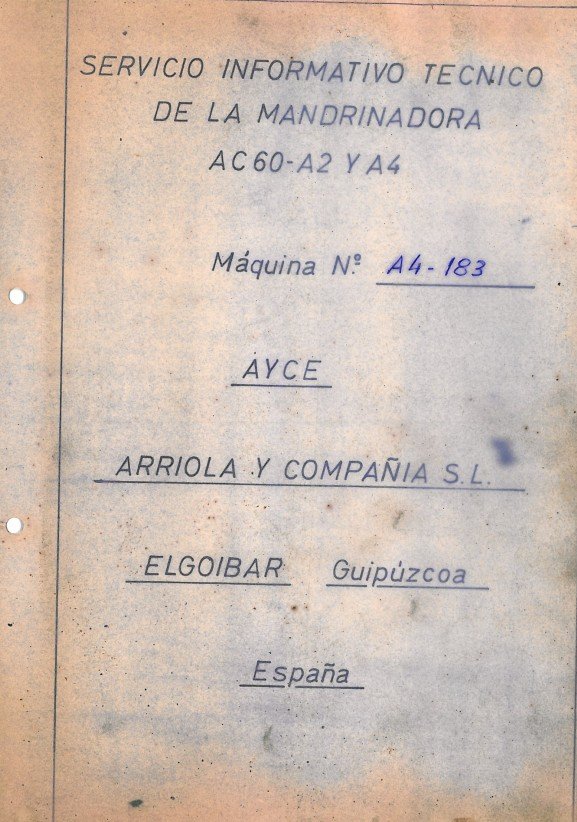 SERVICIO INFORMATIVO TECNICO
DE LA MANDRINADORA
AC60-A2 Y A4
Máquina Nº A4-183
AYCE
ARRIOLA Y COMPAÑIA S.L.
ELGOIBAR Guipúzcoa
España